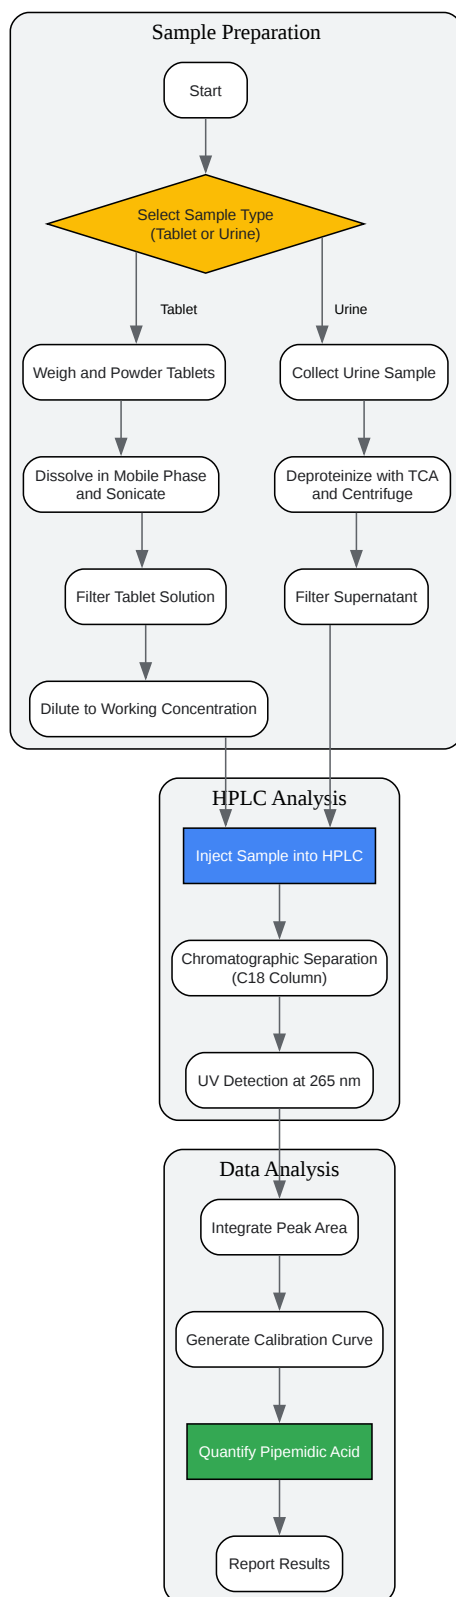 Sample Preparation
Start
Select Sample Type
(Tablet or Urine)
Tablet
Urine
Weigh and Powder Tablets
Collect Urine Sample
Dissolve in Mobile Phase
and Sonicate
Deproteinize with TCA
and Centrifuge
Filter Tablet Solution
Filter Supernatant
Dilute to Working Concentration
HPLC Analysis
Inject Sample into HPLC
Chromatographic Separation
(C18 Column)
UV Detection at 265 nm
Data Analysis
Integrate Peak Area
Generate Calibration Curve
Quantify Pipemidic Acid
Report Results